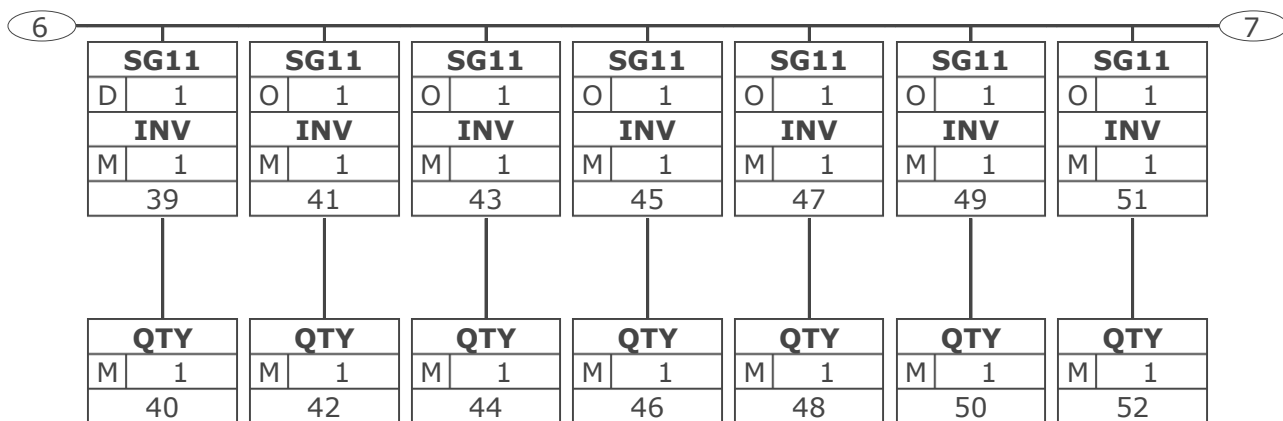 6 7
SG11 SG11 SG11 SG11 SG11 SG11 SG11
D 1 O 1 O 1 O 1 O 1 O 1 O 1
INV INV INV INV INV INV INV
M 1 M 1 M 1 M 1 M 1 M 1 M 1
39 41 43 45 47 49 51
QTY QTY QTY QTY QTY QTY QTY
M 1 M 1 M 1 M 1 M 1 M 1 M 1
40 42 44 46 48 50 52